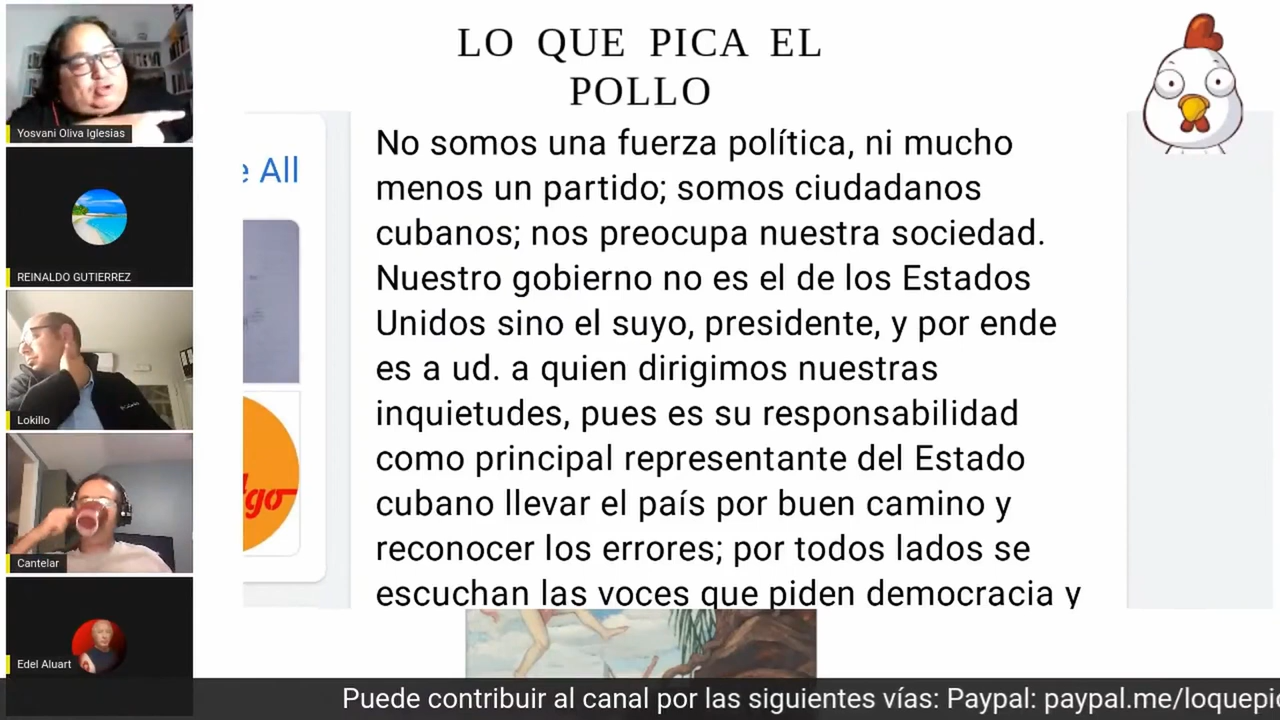 LO QUE PICA EL
POLLO
Yosvani Oliva Iglesias
REINALDO GUTIERREZ
Lokillo
Cantelar
Edel Aluart
e All
go
No somos una fuerza política, ni mucho
menos un partido; somos ciudadanos
cubanos; nos preocupa nuestra sociedad.
Nuestro gobierno no es el de los Estados
Unidos sino el suyo, presidente, y por ende
es a ud. a quien dirigimos nuestras
inquietudes, pues es su responsabilidad
como principal representante del Estado
cubano llevar el país por buen camino y
reconocer los errores; por todos lados se
escuchan las voces que piden democracia y
Puede contribuir al canal por las siguientes vías: Paypal: paypal.me/loquepic